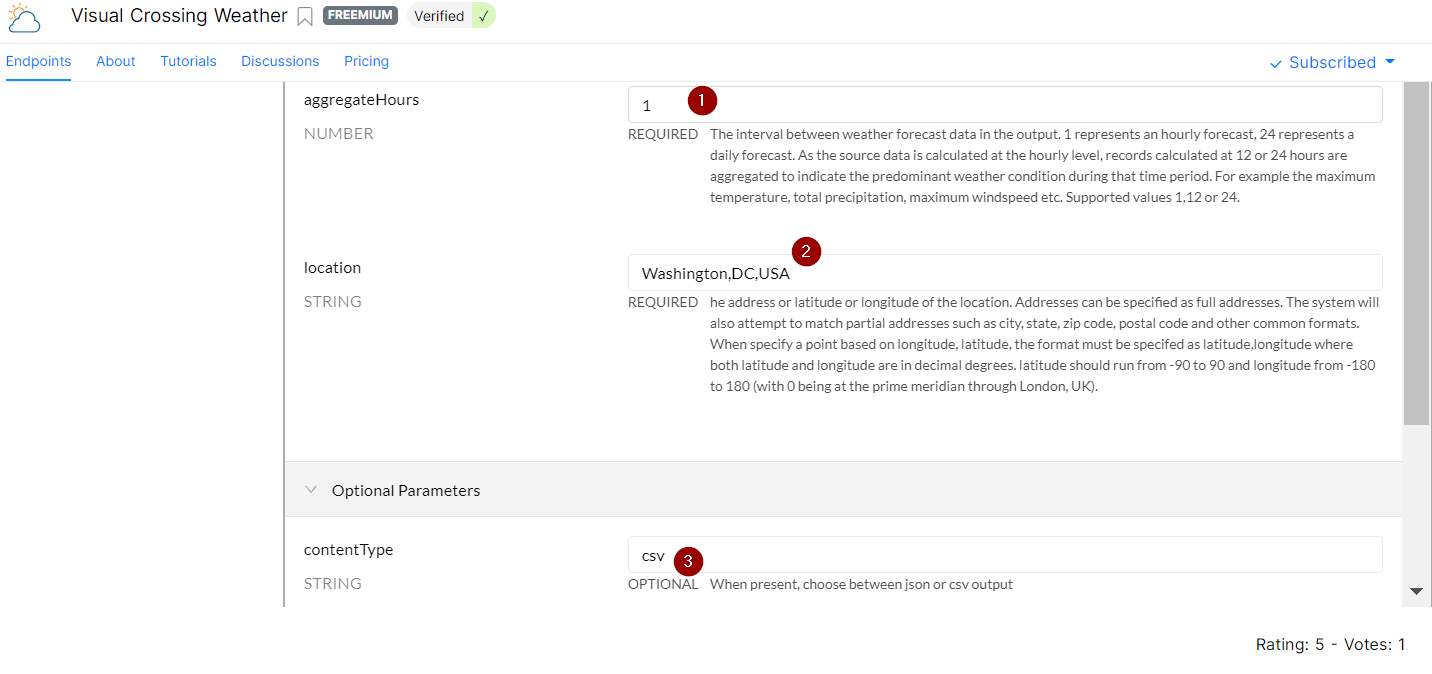 Visual Crossing Weather FREEMIUM Verified ✓
Endpoints About Tutorials Discussions Pricing Subscribed
aggregateHours
1
1
NUMBER
REQUIRED The interval between weather forecast data in the output. 1 represents an hourly forecast, 24 represents a
daily forecast. As the source data is calculated at the hourly level, records calculated at 12 or 24 hours are
aggregated to indicate the predominant weather condition during that time period. For example the maximum
temperature, total precipitation, maximum windspeed etc. Supported values 1,12 or 24.
2
location
Washington,DC,USA
STRING
REQUIRED he address or latitude or longitude of the location. Addresses can be specified as full addresses. The system will
also attempt to match partial addresses such as city, state, zip code, postal code and other common formats.
When specify a point based on longitude, latitude, the format must be specifed as latitude,longitude where
both latitude and longitude are in decimal degrees. latitude should run from -90 to 90 and longitude from -180
to 180 (with 0 being at the prime meridian through London, UK).
Optional Parameters
contentType
csv
3
STRING
OPTIONAL When present, choose between json or csv output
Rating: 5 - Votes: 1